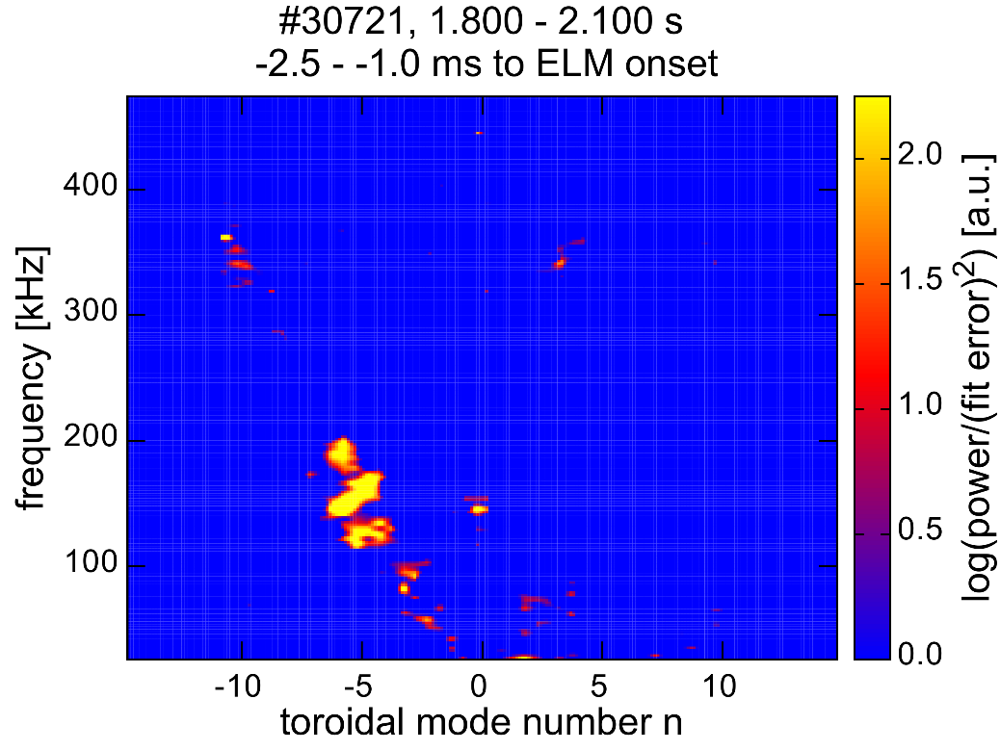 #30721, 1.800 - 2.100 s
-2.5 - -1.0 ms to ELM onset
frequency [kHz]
400
300
200
100
-10 -5 0 5 10
toroidal mode number n
2.0
1.5
1.0
0.5
0.0
log(power/(fit error)²) [a.u.]